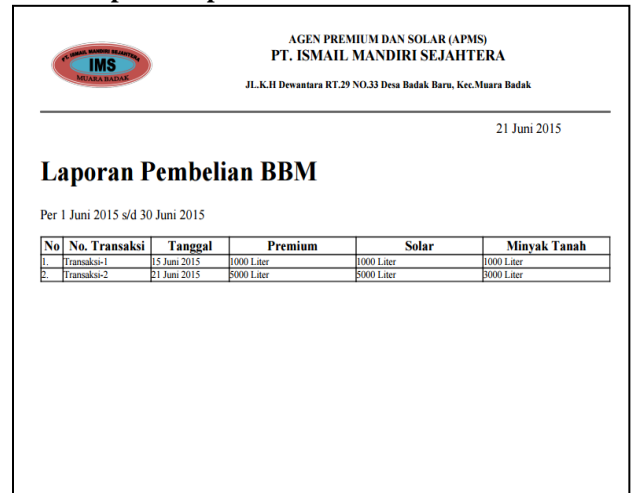 AGEN PREMIUM DAN SOLAR (APMS)
PT. ISMAIL MANDIRI SEJAHTERA
JL.K.H Dewantara RT.29 NO.33 Desa Badak Baru, Kec.Muara Badak
PT ISMAIL MANDIRI SEJAHTERA
IMS
MUARA BADAK
21 Juni 2015
Laporan Pembelian BBM
Per 1 Juni 2015 s/d 30 Juni 2015
No No. Transaksi Tanggal Premium Solar Minyak Tanah
1. Transaksi-1 15 Juni 2015 1000 Liter 1000 Liter 1000 Liter
2. Transaksi-2 21 Juni 2015 5000 Liter 5000 Liter 3000 Liter